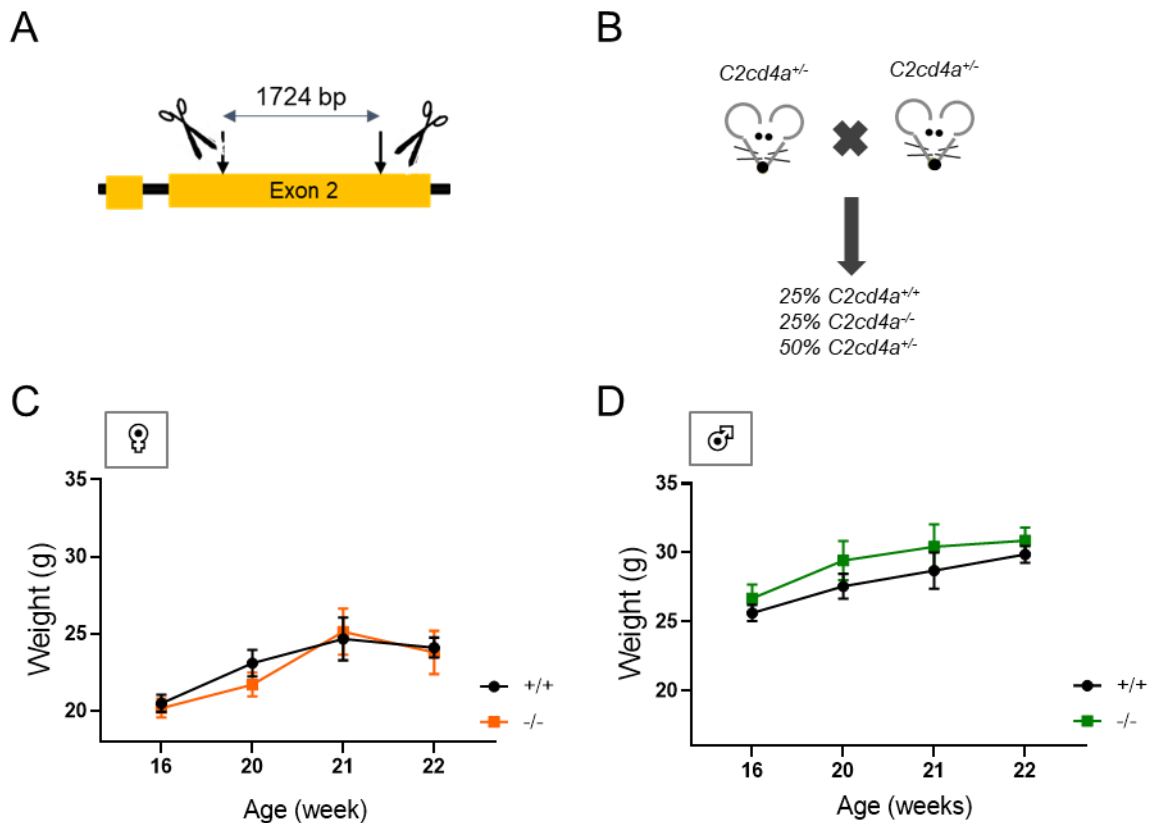 A
1724 bp
Exon 2
B
C2cd4a+/- C2cd4a+/-
25% C2cd4a+/+
25% C2cd4a-/-
50% C2cd4a+/-
C
35
30
25
20
Weight (g)
16 20 21 22
Age (week)
+/+
-/-
D
35
30
25
20
Weight (g)
16 20 21 22
Age (weeks)
+/+
-/-